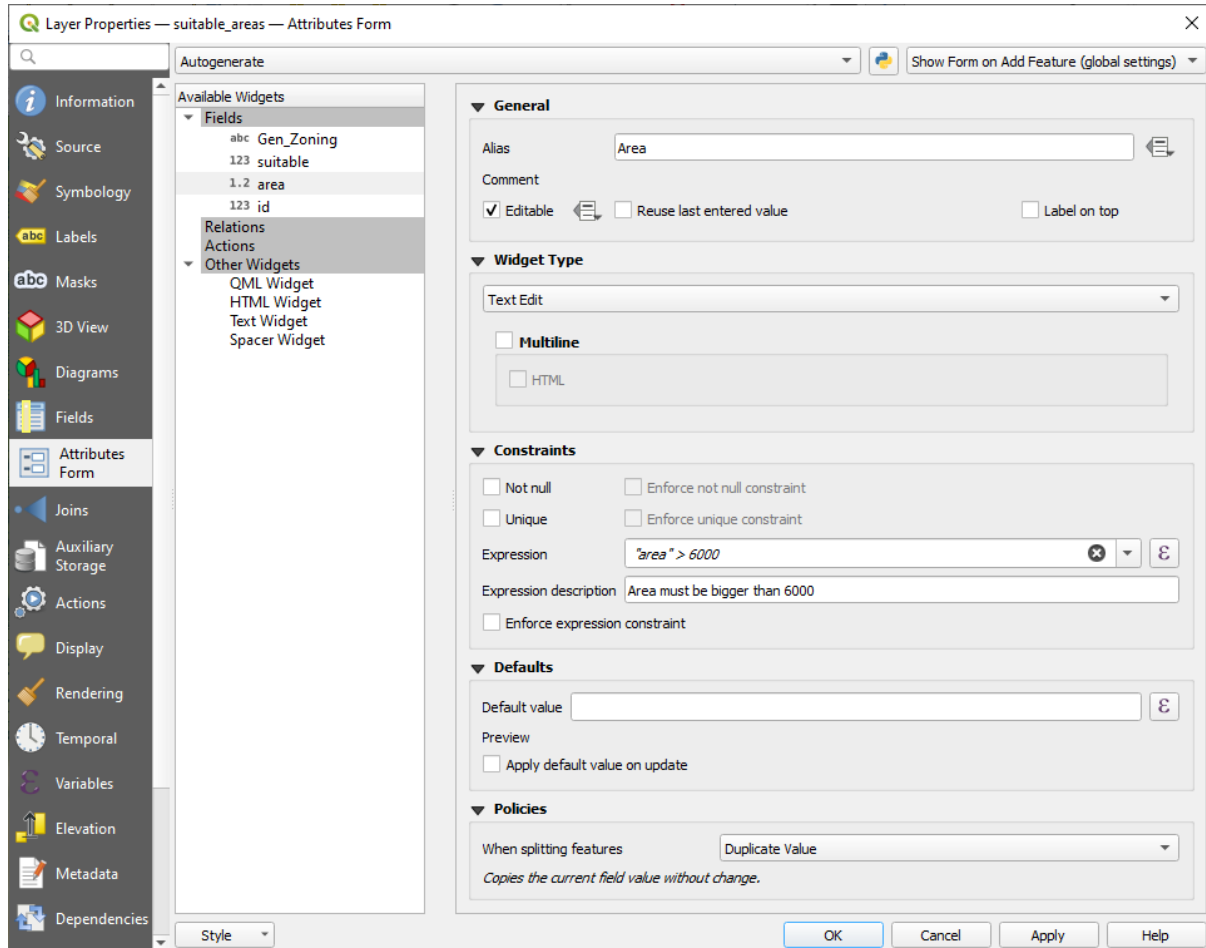 Layer Properties — suitable_areas — Attributes Form
Autogenerate
Show Form on Add Feature (global settings)
Information
Source
Symbology
abc Labels
abc Masks
3D View
Diagrams
Fields
Attributes
Form
Joins
Auxiliary
Storage
Actions
Display
Rendering
Temporal
Variables
Elevation
Metadata
Dependencies
Available Widgets
Fields
abc Gen_Zoning
123 suitable
1.2 area
123 id
Relations
Actions
Other Widgets
QML Widget
HTML Widget
Text Widget
Spacer Widget
Style
General
Alias Area
Comment
Editable Reuse last entered value Label on top
Widget Type
Text Edit
Multiline
HTML
Constraints
Not null Enforce not null constraint
Unique Enforce unique constraint
Expression "area" > 6000 ε
Expression description Area must be bigger than 6000
Enforce expression constraint
Defaults
Default value ε
Preview
Apply default value on update
Policies
When splitting features Duplicate Value
Copies the current field value without change.
OK Cancel Apply Help